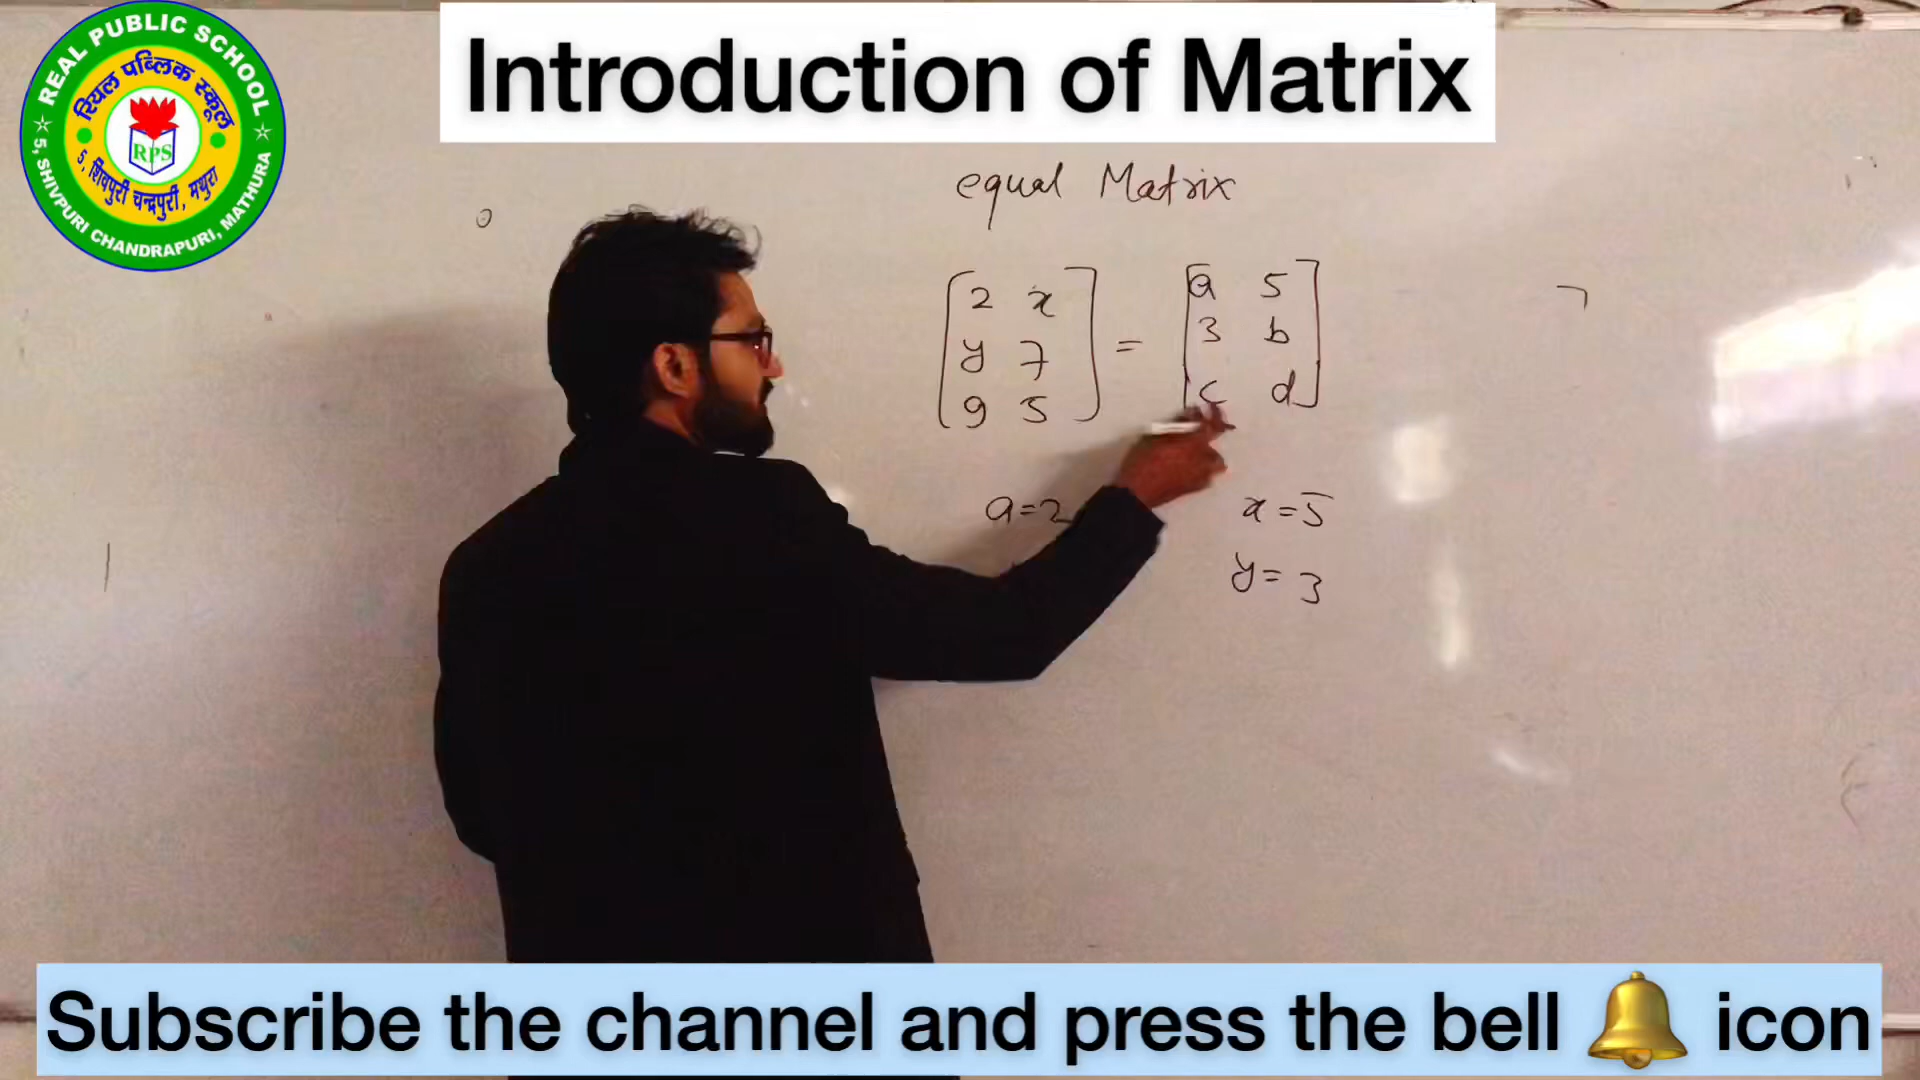 REAL PUBLIC SCHOOL
रियल पब्लिक स्कूल
RPS
5, शिवपुरी चन्द्रपुरी, मथुरा
5, SHIVPURI CHANDRAPURI, MATHURA
Introduction of Matrix
equal Matrix
2 x = a 5
y 7 3 b
9 5 c d
a=2 x=5
y=3
Subscribe the channel and press the bell 🔔 icon